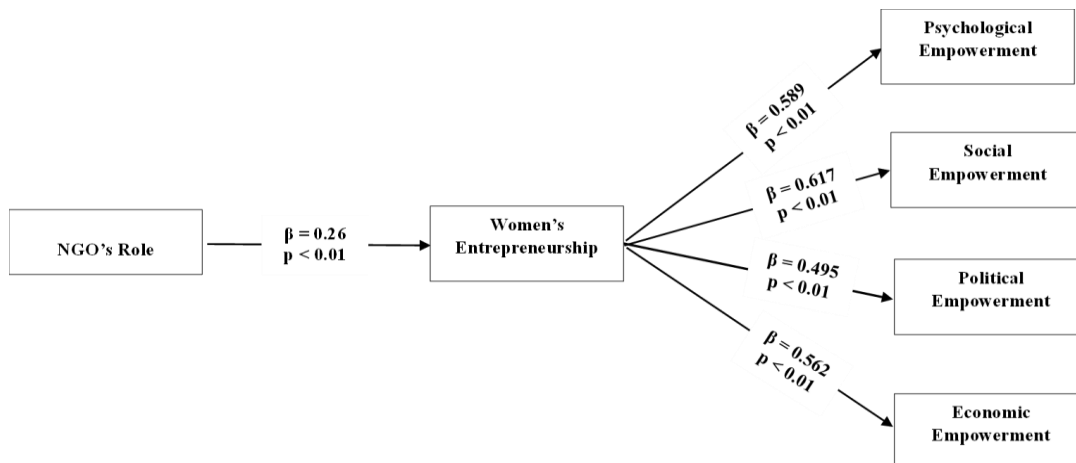 NGO's Role
β = 0.26
p < 0.01
Women's
Entrepreneurship
β = 0.589
p < 0.01
Psychological
Empowerment
β = 0.617
p < 0.01
Social
Empowerment
β = 0.495
p < 0.01
Political
Empowerment
β = 0.562
p < 0.01
Economic
Empowerment